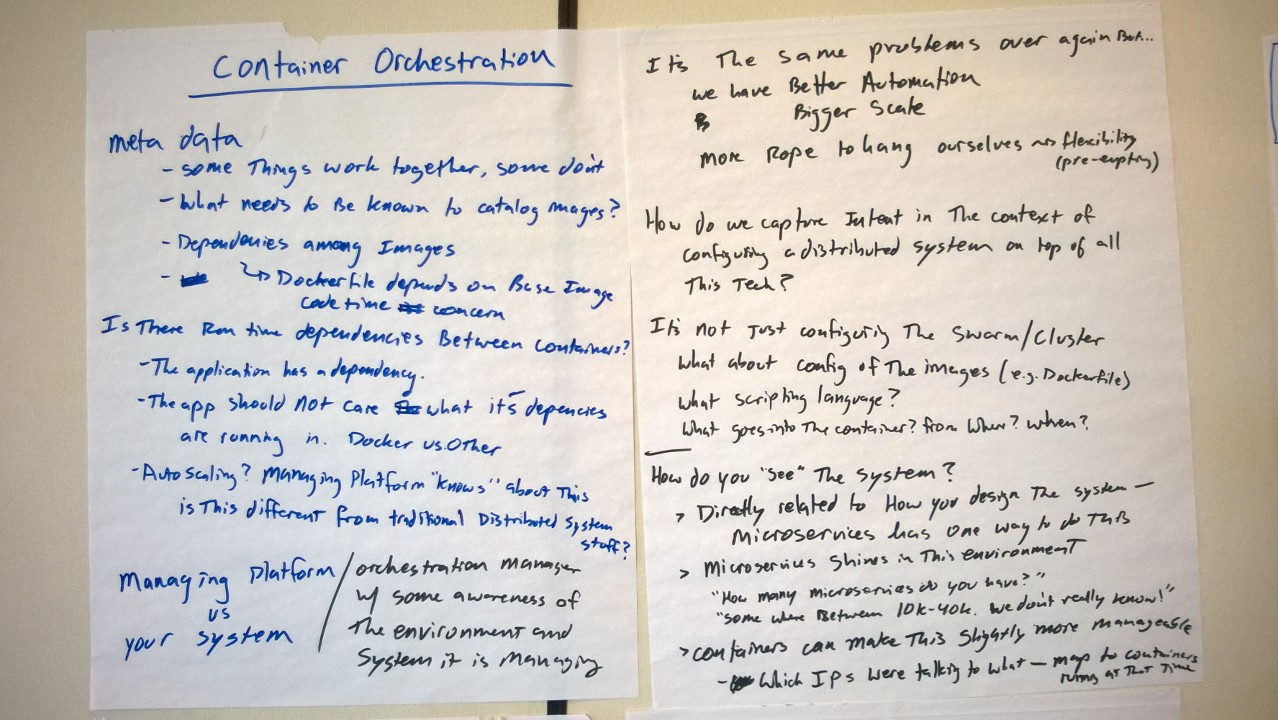 Container Orchestration
meta data
- some Things work together, some don't
- What needs to Be known to catalog mages?
- Dependenies among Images
-
↳ Dockerfile depends on Base Image
code time concern
Is There Run time dependencies Between containers?
- The application has a dependency.
- The app should not care what it's depencies
are running in. Docker vs. Other
- Auto scaling? Managing Platform "knows" about This
is This different from traditional Distributed System
stuff?
Managing Platform
vs
your system
/ orchestration manager
w/ some awareness of
The environment and
System it is managing
Its The same problems over again But...
we have Better Automation
Bigger Scale
more Rope to hang ourselves flexibility
(pre-empting)
How do we capture Intent in The context of
configuring a distributed system on top of all
This Tech?
It's not just configuring The Swarm/Cluster
What about config of The images (e.g. Dockerfile)
What scripting language?
What goes into The container? from Where? When?
How do you "see" The system?
> Directly related to How you design The system —
Microservices has one way to do This
> Microservices Shines in This environment
"How many microservices do you have?"
"Some where Between 10k-40k. We don't really know!"
> containers can make This slightly more manageable
- Which IPs were talking to what — map to containers
runing at That Time